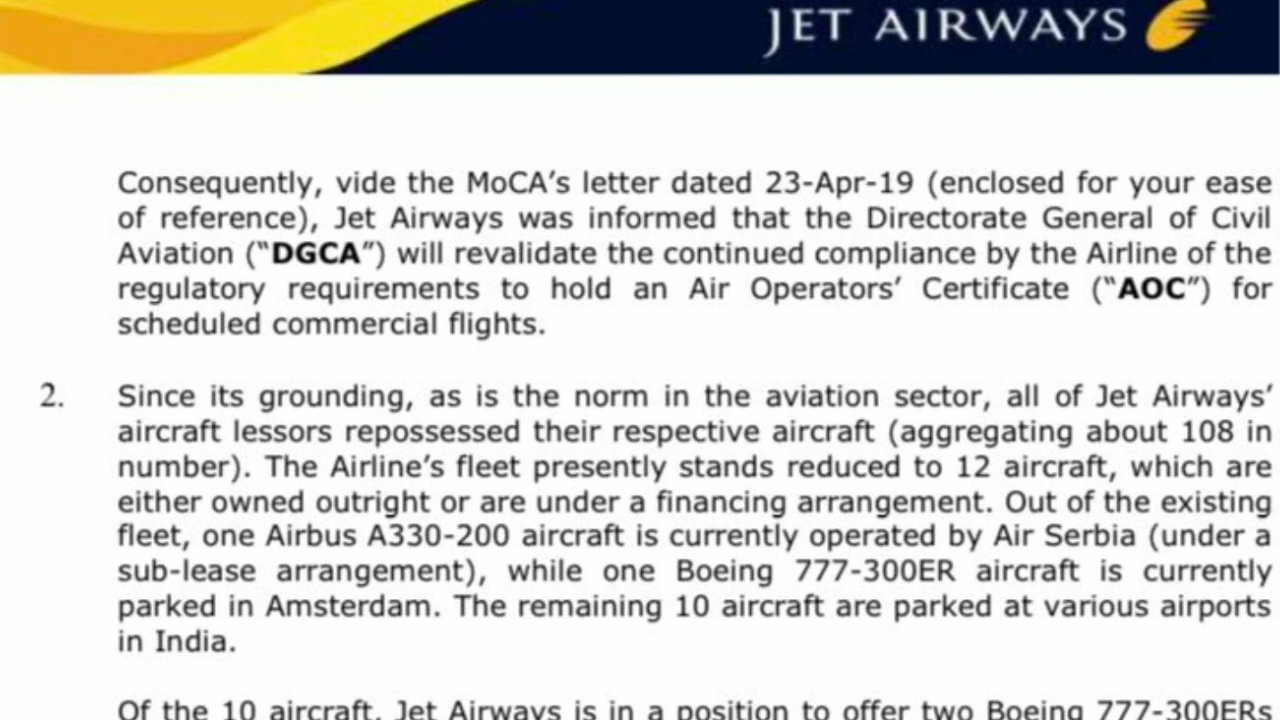 JET AIRWAYS
Consequently, vide the MoCA's letter dated 23-Apr-19 (enclosed for your ease
of reference), Jet Airways was informed that the Directorate General of Civil
Aviation ("DGCA") will revalidate the continued compliance by the Airline of the
regulatory requirements to hold an Air Operators' Certificate ("AOC") for
scheduled commercial flights.
2. Since its grounding, as is the norm in the aviation sector, all of Jet Airways'
aircraft lessors repossessed their respective aircraft (aggregating about 108 in
number). The Airline's fleet presently stands reduced to 12 aircraft, which are
either owned outright or are under a financing arrangement. Out of the existing
fleet, one Airbus A330-200 aircraft is currently operated by Air Serbia (under a
sub-lease arrangement), while one Boeing 777-300ER aircraft is currently
parked in Amsterdam. The remaining 10 aircraft are parked at various airports
in India.
Of the 10 aircraft, Jet Airways is in a position to offer two Boeing 777-300ERs